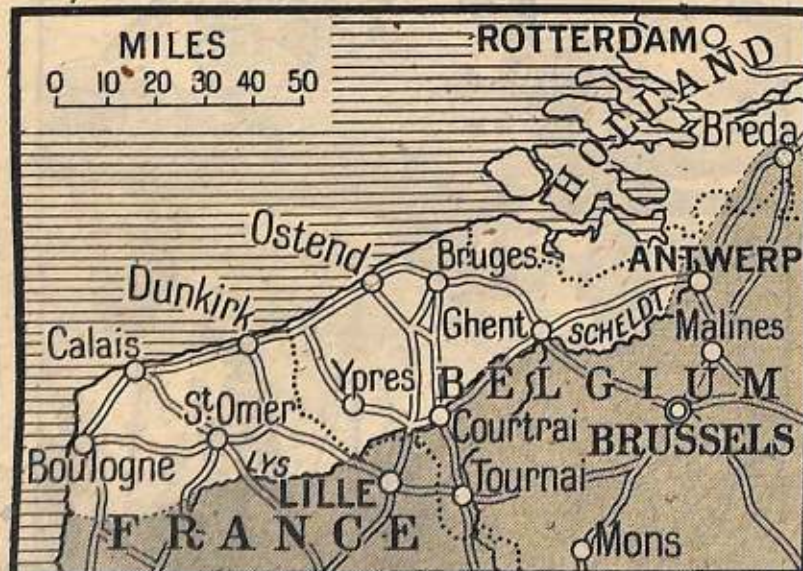 MILES
0 10 20 30 40 50
ROTTERDAM
HOLLAND
Breda
Ostend
Bruges
ANTWERP
Dunkirk
Ghent
SCHELDT
Malines
Calais
Ypres
BELGIUM
St. Omer
Courtrai
BRUSSELS
Boulogne
LYS
LILLE
Tournai
FRANCE
Mons